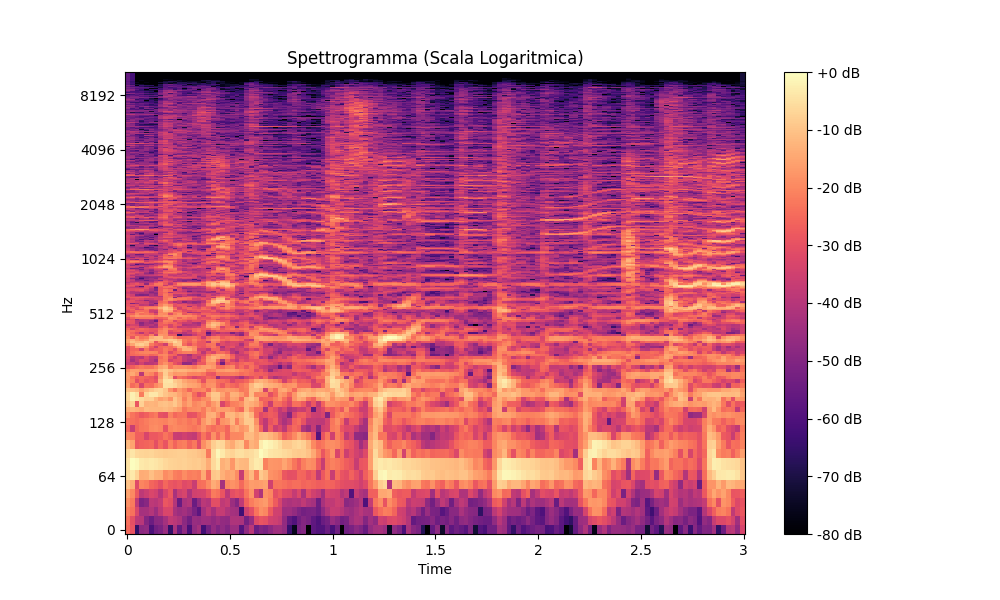 Spettrogramma (Scala Logaritmica)
Hz
8192
4096
2048
1024
512
256
128
64
0
0
0.5
1
1.5
2
2.5
3
Time
+0 dB
-10 dB
-20 dB
-30 dB
-40 dB
-50 dB
-60 dB
-70 dB
-80 dB